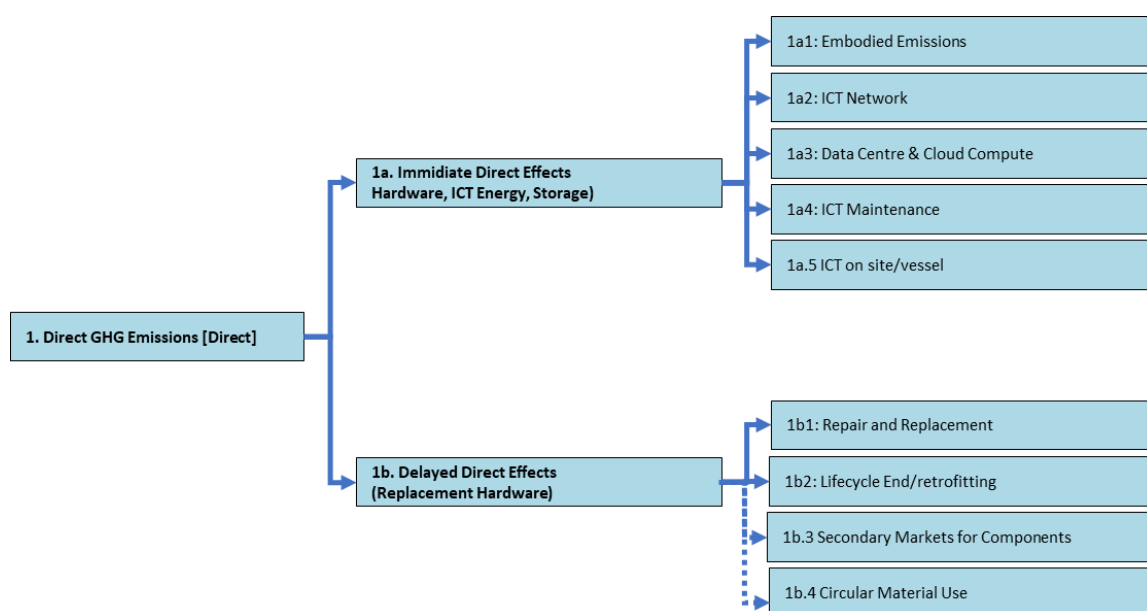 1a1: Embodied Emissions
1a2: ICT Network
1a3: Data Centre & Cloud Compute
1a. Immidiate Direct Effects
Hardware, ICT Energy, Storage)
1a4: ICT Maintenance
1a.5 ICT on site/vessel
1. Direct GHG Emissions [Direct]
1b1: Repair and Replacement
1b. Delayed Direct Effects
(Replacement Hardware)
1b2: Lifecycle End/retrofitting
1b.3 Secondary Markets for Components
1b.4 Circular Material Use